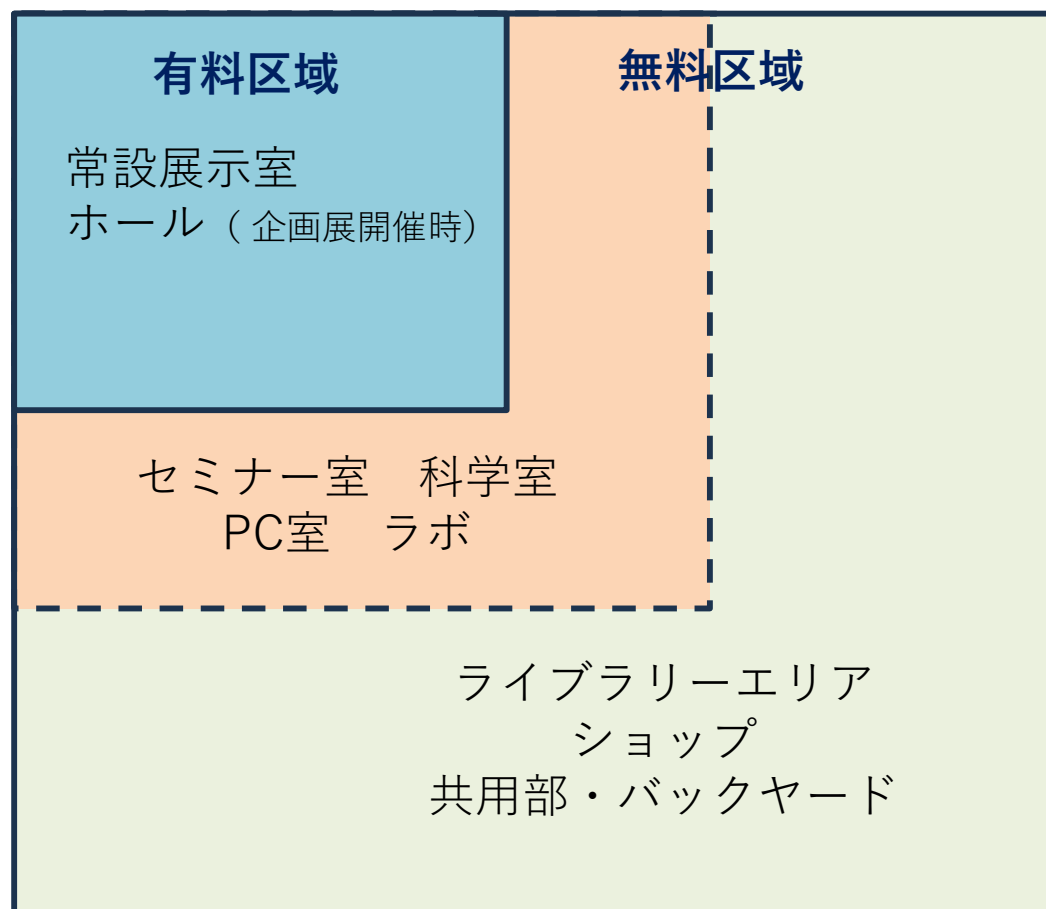 有料区域
無料区域
常設展示室
ホール（ 企画展開催時）
セミナー室　科学室
PC室　ラボ
ライブラリーエリア
ショップ
共用部・バックヤード